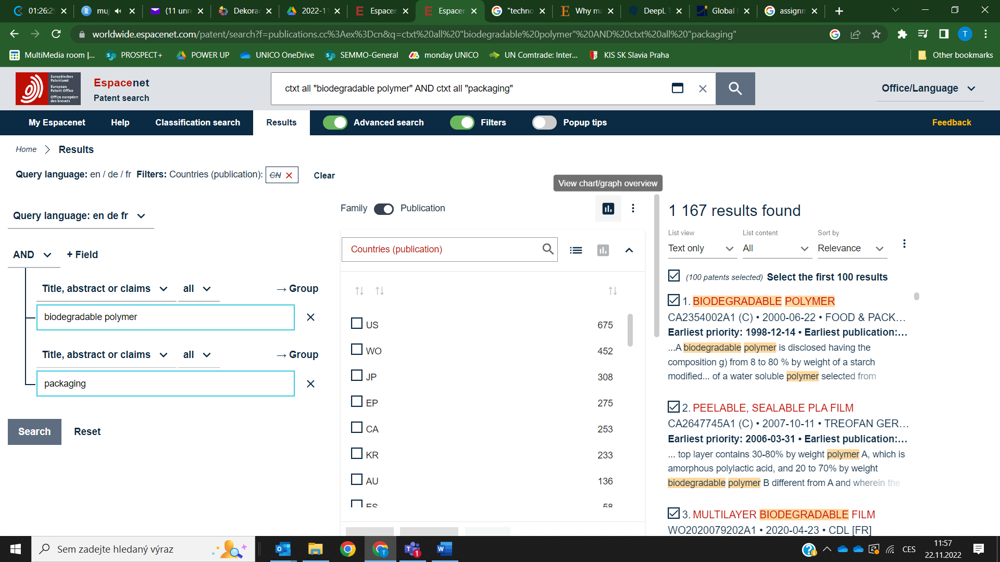 01:26:2
muj
(11 unr
Dekora
2022-11
Espacer
Espacer
"techno
Why m
DeepL T
Global
assignm
worldwide.espacenet.com/patent/search?f=publications.cc%3Aex%3Dcn&q=ctxt%20all%20"biodegradable%20polymer"%20AND%20ctxt%20all%20"packaging"
T
MultiMedia room |...
PROSPECT+
POWER UP
UNICO OneDrive
SEMMO-General
monday UNICO
UN Comtrade: Inter...
KIS SK Slavia Praha
Other bookmarks
Europäisches
Patentamt
European
Patent Office
Office européen
des brevets
Espacenet
Patent search
ctxt all "biodegradable polymer" AND ctxt all "packaging"
Office/Language
My Espacenet
Help
Classification search
Results
Advanced search
Filters
Popup tips
Feedback
Home
Results
Query language: en / de / fr Filters: Countries (publication):
CN
Clear
View chart/graph overview
Query language: en de fr
AND
+ Field
Title, abstract or claims
all
→ Group
biodegradable polymer
Title, abstract or claims
all
→ Group
packaging
Search
Reset
Family
Publication
Countries (publication)
US 675
WO 452
JP 308
EP 275
CA 253
KR 233
AU 136
ES 58
1 167 results found
List view
List content
Sort by
Text only
All
Relevance
(100 patents selected) Select the first 100 results
1. BIODEGRADABLE POLYMER
CA2354002A1 (C) • 2000-06-22 • FOOD & PACK...
Earliest priority: 1998-12-14 • Earliest publication:...
...A biodegradable polymer is disclosed having the
composition g) from 8 to 80 % by weight of a starch
modified... of a water soluble polymer selected from
2. PEELABLE, SEALABLE PLA FILM
CA2647745A1 (C) • 2007-10-11 • TREOFAN GER...
Earliest priority: 2006-03-31 • Earliest publication:...
... top layer contains 30-80% by weight polymer A, which is
amorphous polylactic acid, and 20 to 70% by weight
biodegradable polymer B different from A and wherein the
3. MULTILAYER BIODEGRADABLE FILM
WO2020079202A1 • 2020-04-23 • CDL [FR]
Sem zadejte hledaný výraz
1
CES
11:57
22.11.2022